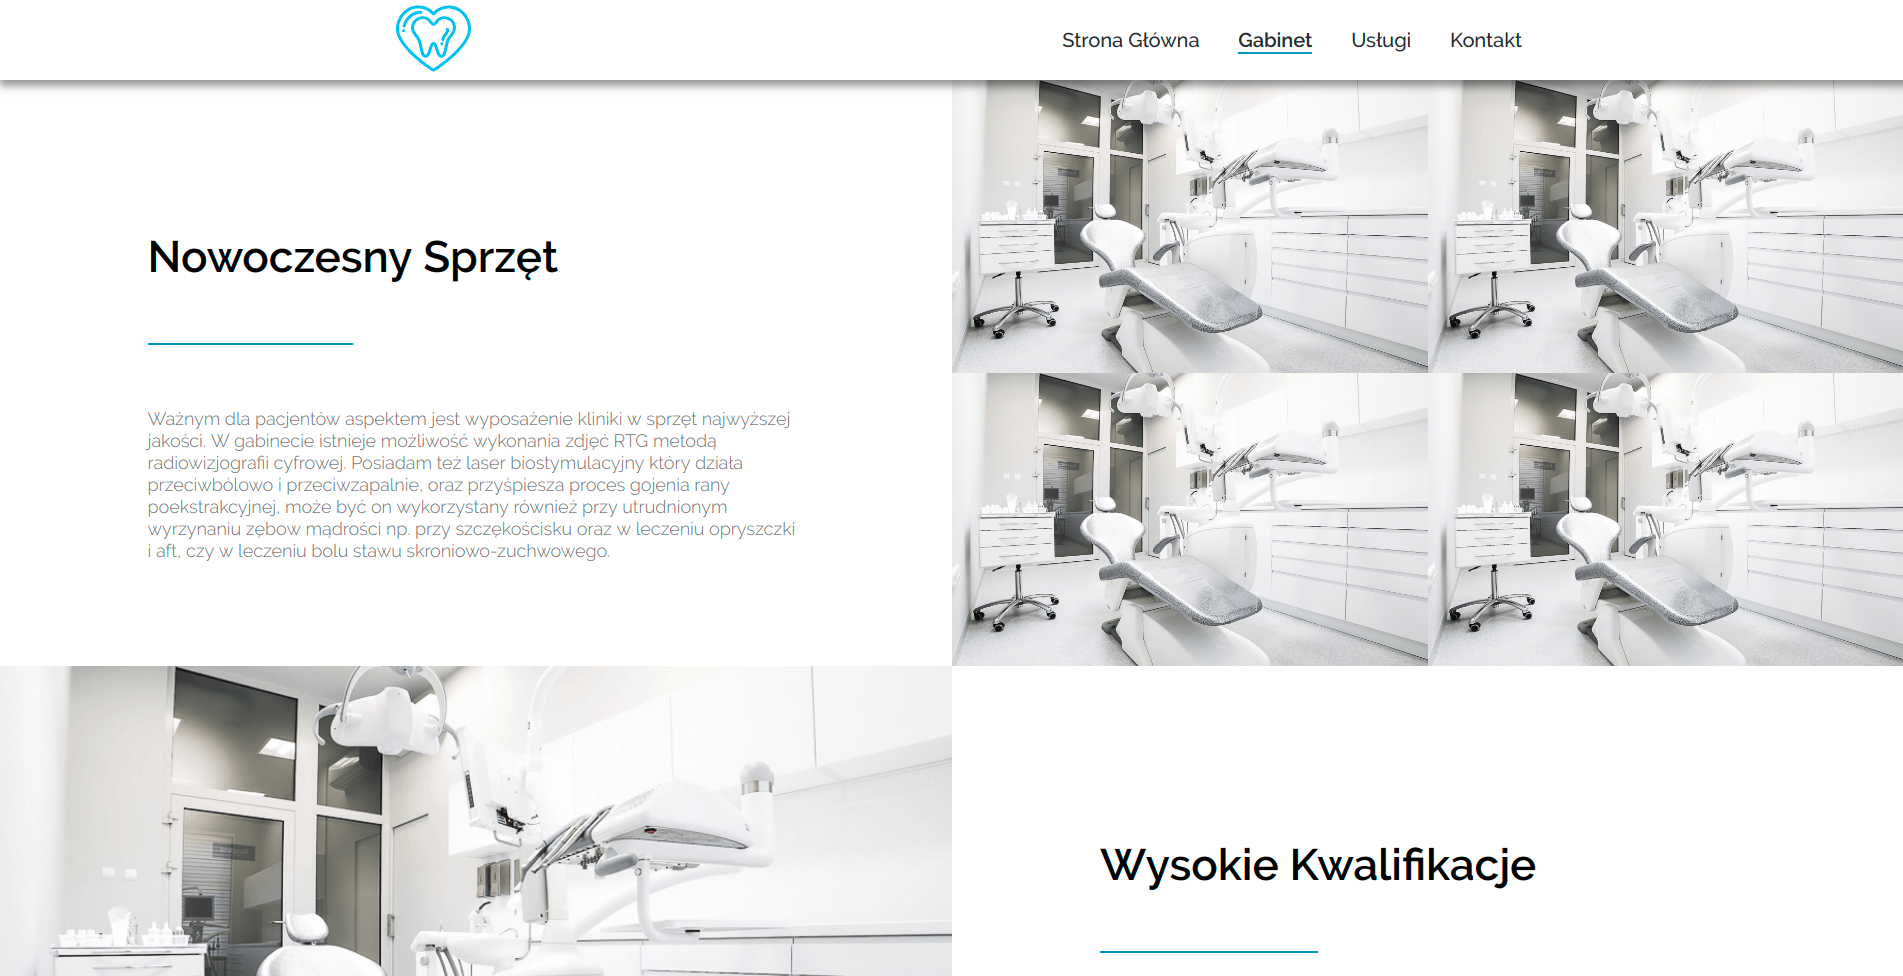 Strona Główna Gabinet Usługi Kontakt
Nowoczesny Sprzęt
Ważnym dla pacjentów aspektem jest wyposażenie kliniki w sprzęt najwyższej
jakości. W gabinecie istnieje możliwość wykonania zdjęć RTG metodą
radiowizjografii cyfrowej. Posiadam też laser biostymulacyjny który działa
przeciwbólowo i przeciwzapalnie, oraz przyśpiesza proces gojenia rany
poekstrakcyjnej, może być on wykorzystany również przy utrudnionym
wyrzynaniu zębow mądrości np. przy szczękościsku oraz w leczeniu opryszczki
i aft, czy w leczeniu bolu stawu skroniowo-zuchwowego.
Wysokie Kwalifikacje